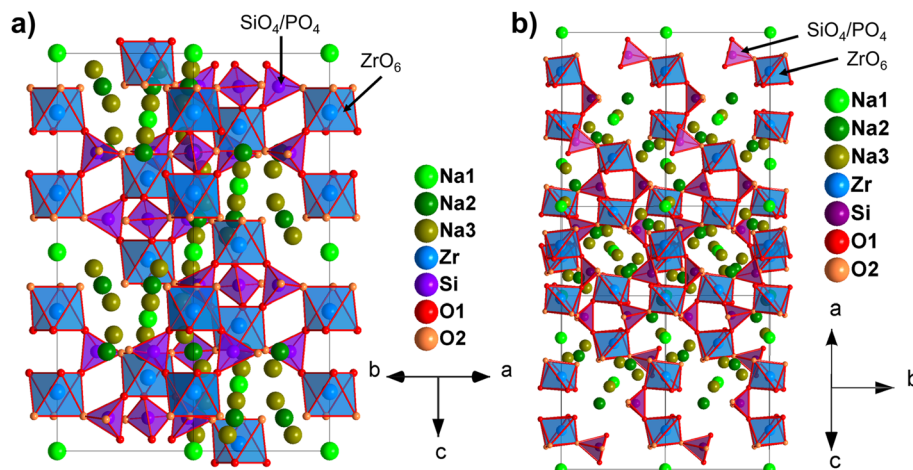 a)
SiO₄/PO₄
ZrO₆
Na1
Na2
Na3
Zr
Si
O1
O2
b
a
c
b)
SiO₄/PO₄
ZrO₆
Na1
Na2
Na3
Zr
Si
O1
O2
a
b
c